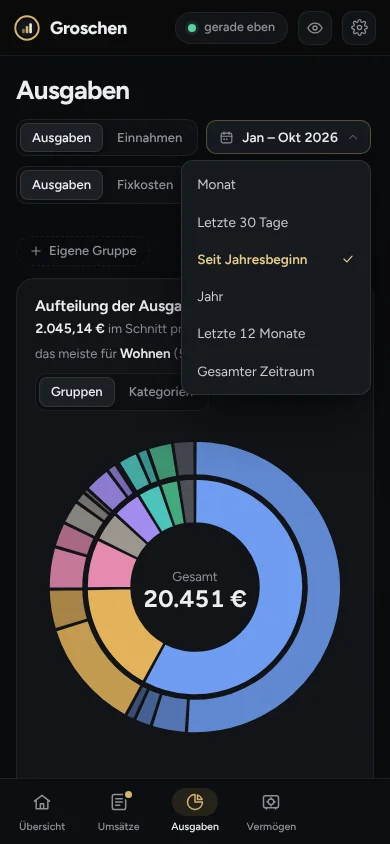 Groschen
gerade eben
Ausgaben
Ausgaben Einnahmen
Jan – Okt 2026
Ausgaben Fixkosten
Monat
Letzte 30 Tage
Seit Jahresbeginn
Jahr
Letzte 12 Monate
Gesamter Zeitraum
+ Eigene Gruppe
Aufteilung der Ausga
2.045,14 € im Schnitt pr
das meiste für Wohnen
Gruppen Kategorien
Gesamt
20.451 €
Übersicht Umsätze Ausgaben Vermögen